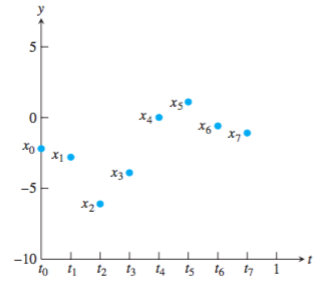 y
5
0
−5
−10
x₀
x₁
x₂
x₃
x₄
x₅
x₆
x₇
t₀ t₁ t₂ t₃ t₄ t₅ t₆ t₇ 1 t